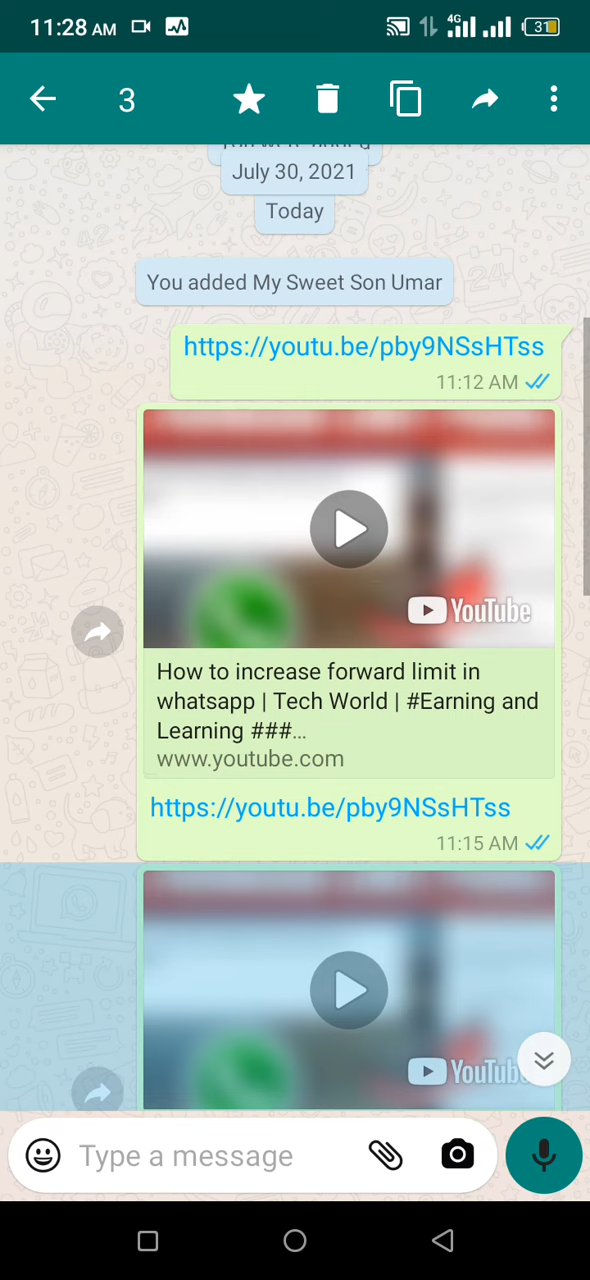 11:28 AM
4G
31
3
July 30, 2021
Today
You added My Sweet Son Umar
https://youtu.be/pby9NSsHTss
11:12 AM
YouTube
How to increase forward limit in
whatsapp | Tech World | #Earning and
Learning ###...
www.youtube.com
https://youtu.be/pby9NSsHTss
11:15 AM
YouTube
Type a message